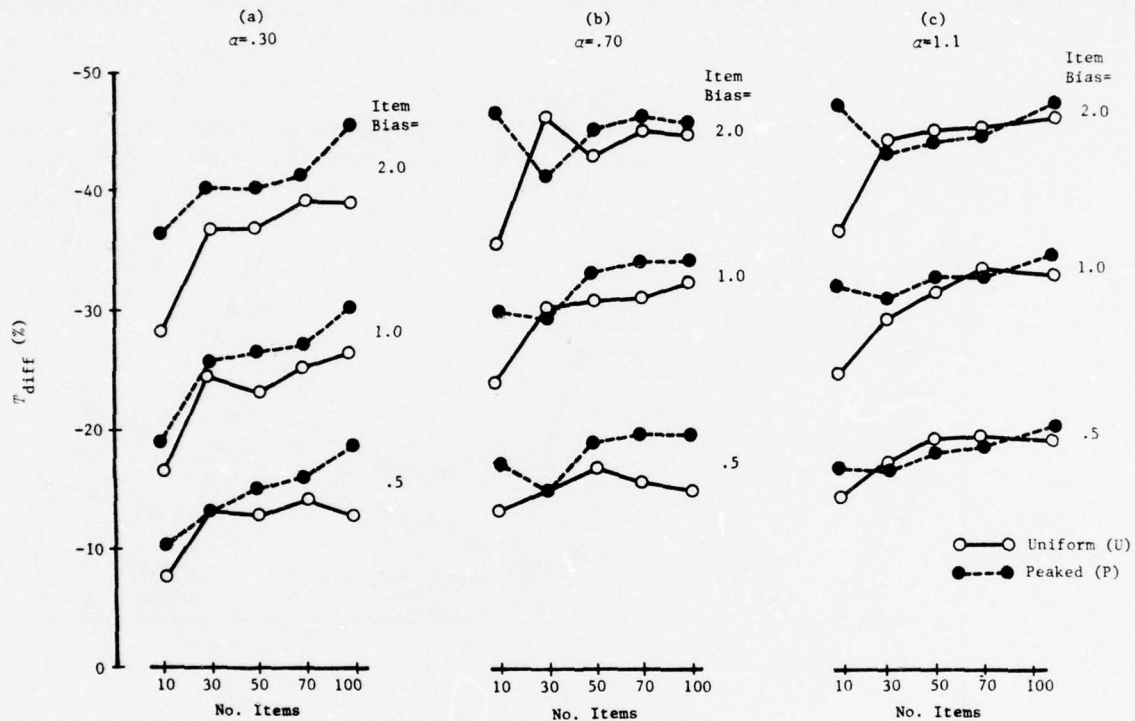 (a)
α=.30
(b)
α=.70
(c)
α=1.1
-50
-40
-30
-20
-10
0
T diff (%)
Item
Bias=
2.0
1.0
.5
Item
Bias=
2.0
1.0
.5
Item
Bias=
2.0
1.0
.5
Uniform (U)
Peaked (P)
10 30 50 70 100
No. Items
10 30 50 70 100
No. Items
10 30 50 70 100
No. Items